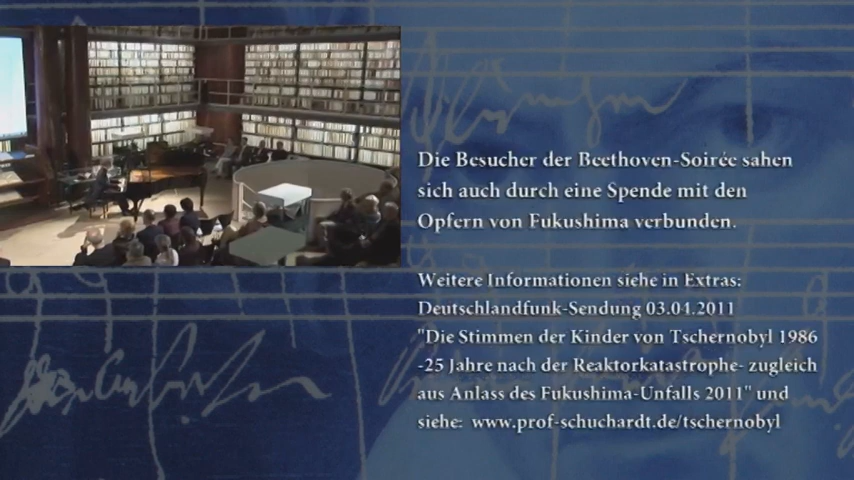 Die Besucher der Beethoven-Soirée sahen
sich auch durch eine Spende mit den
Opfern von Fukushima verbunden.
Weitere Informationen siehe in Extras:
Deutschlandfunk-Sendung 03.04.2011
"Die Stimmen der Kinder von Tschernobyl 1986
-25 Jahre nach der Reaktorkatastrophe- zugleich
aus Anlass des Fukushima-Unfalls 2011" und
siehe: www.prof-schuchardt.de/tschernobyl